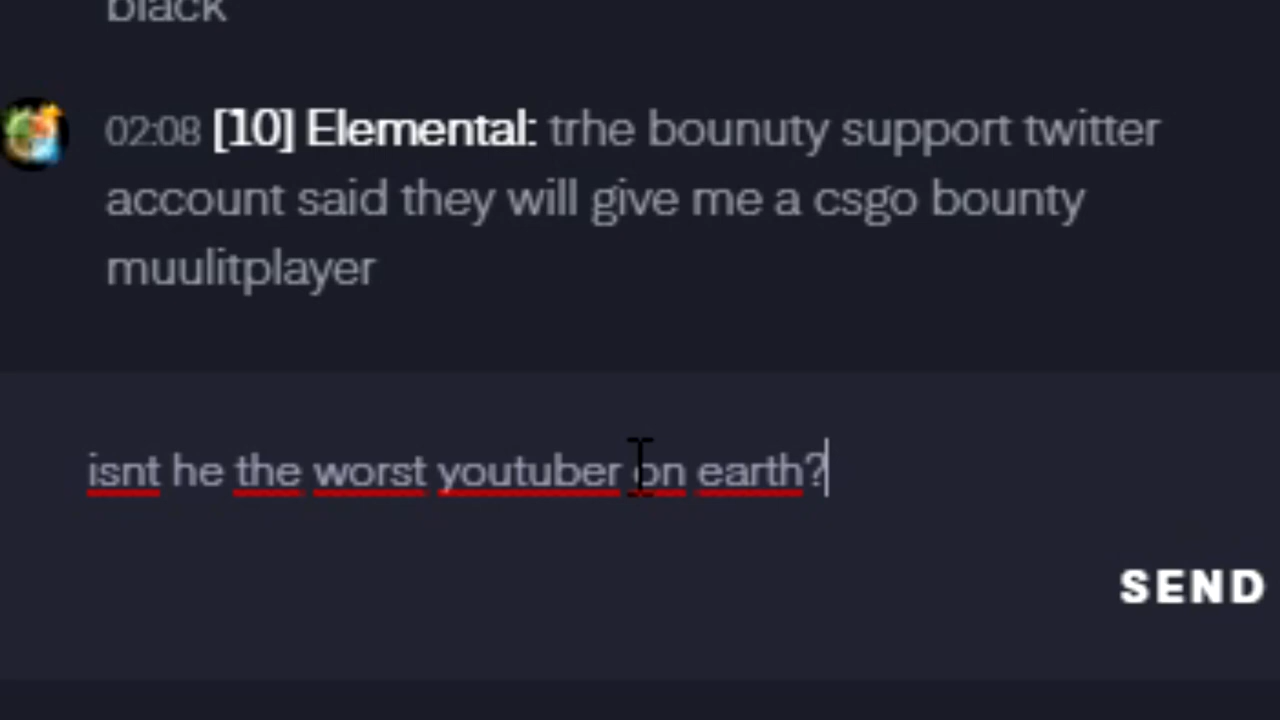 black
02:08 [10] Elemental: trhe bounuty support twitter
account said they will give me a csgo bounty
muulitplayer
isnt he the worst youtuber on earth?
SEND